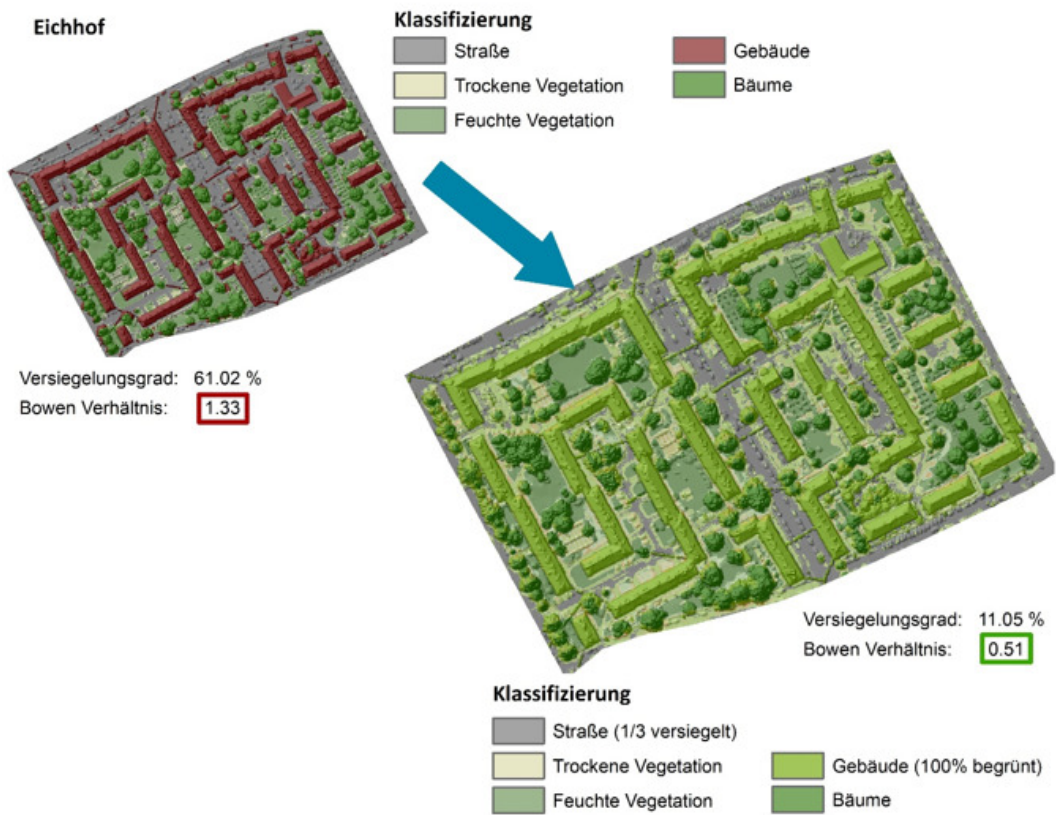 Eichhof
Klassifizierung
Straße
Gebäude
Trockene Vegetation
Bäume
Feuchte Vegetation
Versiegelungsgrad: 61.02 %
Bowen Verhältnis: 1.33
Versiegelungsgrad: 11.05 %
Bowen Verhältnis: 0.51
Klassifizierung
Straße (1/3 versiegelt)
Trockene Vegetation
Gebäude (100% begrünt)
Feuchte Vegetation
Bäume